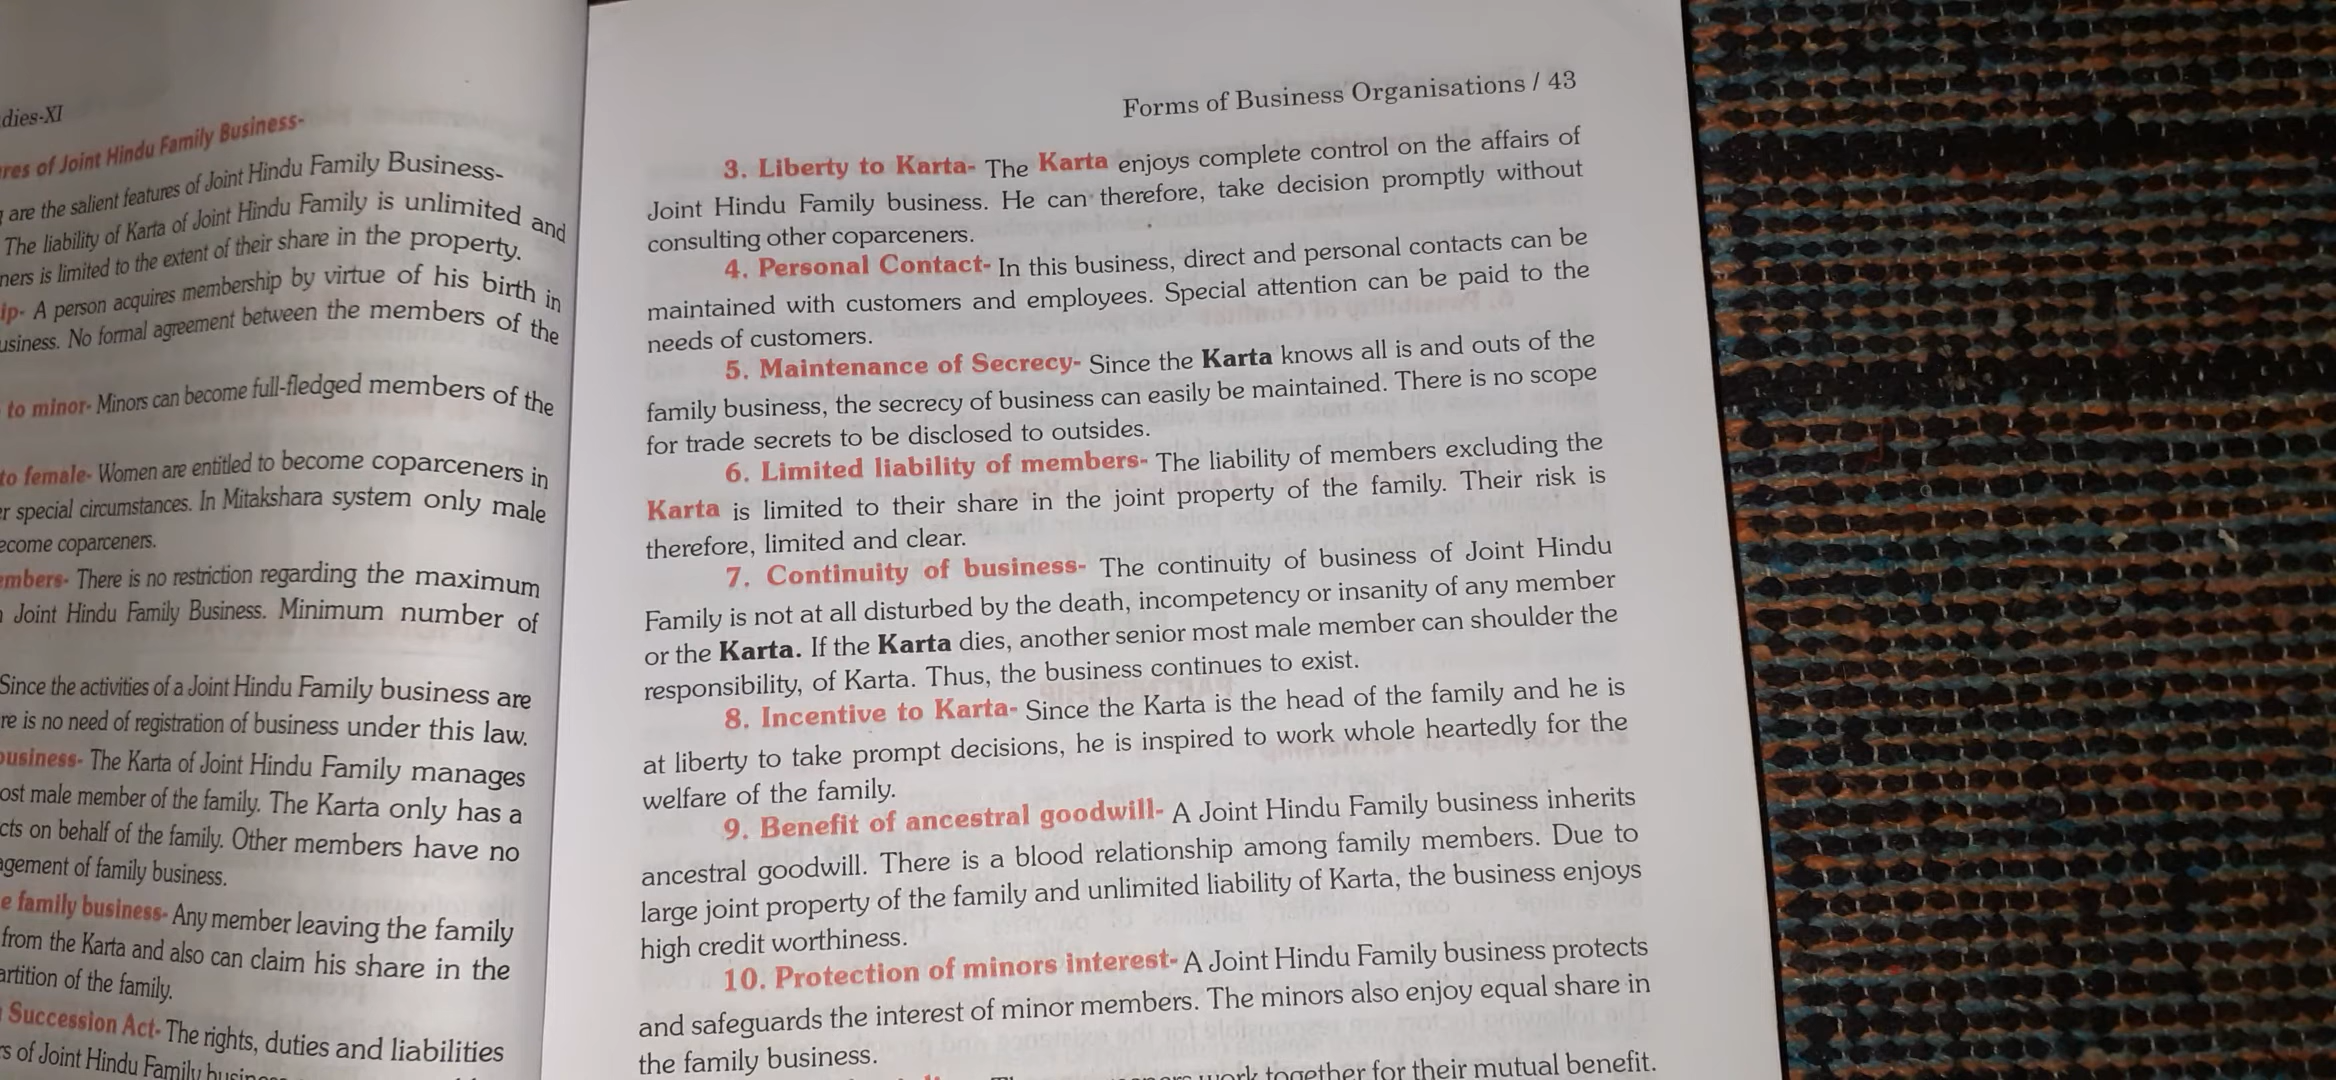 dies-XI
res of Joint Hindu Family Business-
are the salient features of Joint Hindu Family Business-
The liability of Karta of Joint Hindu Family is unlimited and
ners is limited to the extent of their share in the property.
ip- A person acquires membership by virtue of his birth in
usiness. No formal agreement between the members of the
to minor- Minors can become full-fledged members of the
to female- Women are entitled to become coparceners in
r special circumstances. In Mitakshara system only male
ecome coparceners.
embers- There is no restriction regarding the maximum
Joint Hindu Family Business. Minimum number of
Since the activities of a Joint Hindu Family business are
re is no need of registration of business under this law.
business- The Karta of Joint Hindu Family manages
ost male member of the family. The Karta only has a
cts on behalf of the family. Other members have no
agement of family business.
e family business- Any member leaving the family
from the Karta and also can claim his share in the
artition of the family.
Succession Act- The rights, duties and liabilities
rs of Joint Hindu Family
Forms of Business Organisations / 43
3. Liberty to Karta- The Karta enjoys complete control on the affairs of
Joint Hindu Family business. He can therefore, take decision promptly without
consulting other coparceners.
4. Personal Contact- In this business, direct and personal contacts can be
maintained with customers and employees. Special attention can be paid to the
needs of customers.
5. Maintenance of Secrecy- Since the Karta knows all is and outs of the
family business, the secrecy of business can easily be maintained. There is no scope
for trade secrets to be disclosed to outsides.
6. Limited liability of members- The liability of members excluding the
Karta is limited to their share in the joint property of the family. Their risk is
therefore, limited and clear.
7. Continuity of business- The continuity of business of Joint Hindu
Family is not at all disturbed by the death, incompetency or insanity of any member
or the Karta. If the Karta dies, another senior most male member can shoulder the
responsibility, of Karta. Thus, the business continues to exist.
8. Incentive to Karta- Since the Karta is the head of the family and he is
at liberty to take prompt decisions, he is inspired to work whole heartedly for the
welfare of the family.
9. Benefit of ancestral goodwill- A Joint Hindu Family business inherits
ancestral goodwill. There is a blood relationship among family members. Due to
large joint property of the family and unlimited liability of Karta, the business enjoys
high credit worthiness.
10. Protection of minors interest- A Joint Hindu Family business protects
and safeguards the interest of minor members. The minors also enjoy equal share in
the family business.
work together for their mutual benefit.